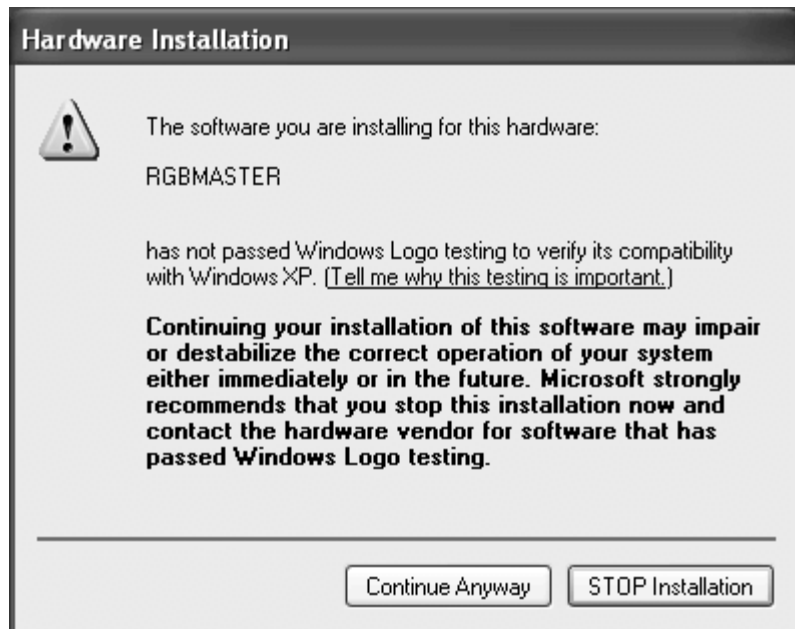 Hardware Installation
The software you are installing for this hardware:
RGBMASTER
has not passed Windows Logo testing to verify its compatibility
with Windows XP. (Tell me why this testing is important.)
Continuing your installation of this software may impair
or destabilize the correct operation of your system
either immediately or in the future. Microsoft strongly
recommends that you stop this installation now and
contact the hardware vendor for software that has
passed Windows Logo testing.
Continue Anyway
STOP Installation